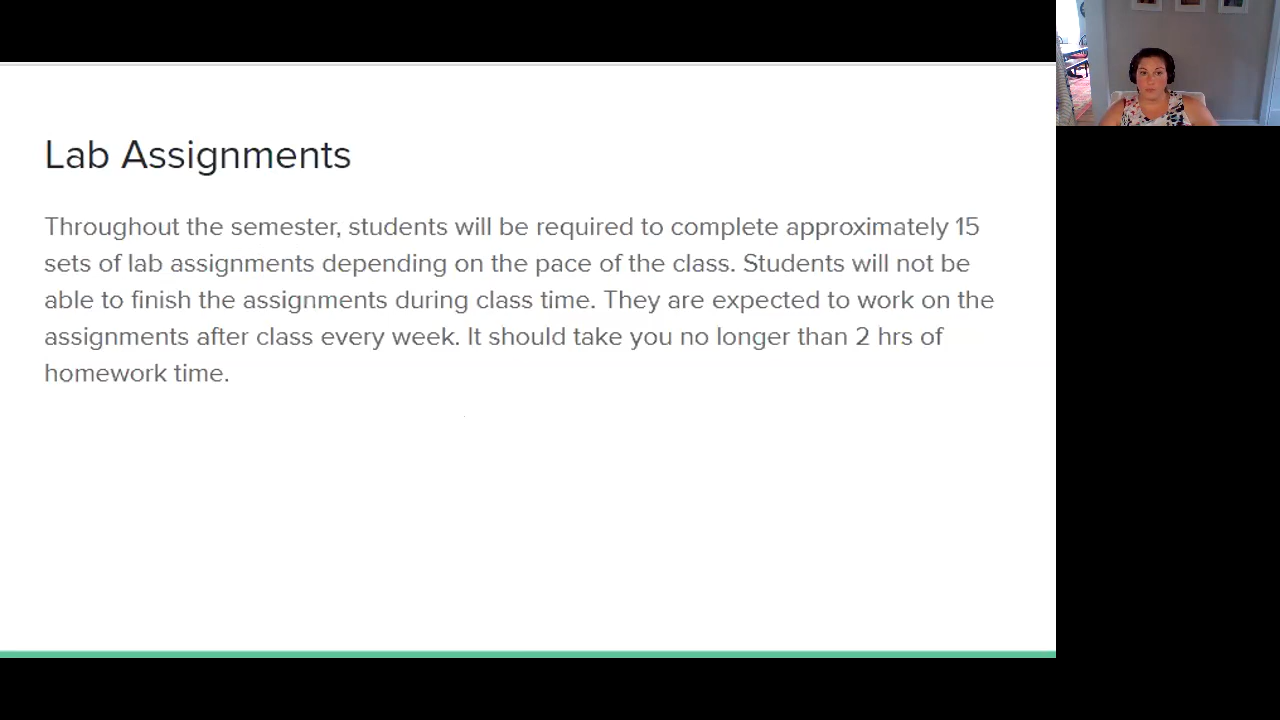 Lab Assignments
Throughout the semester, students will be required to complete approximately 15
sets of lab assignments depending on the pace of the class. Students will not be
able to finish the assignments during class time. They are expected to work on the
assignments after class every week. It should take you no longer than 2 hrs of
homework time.